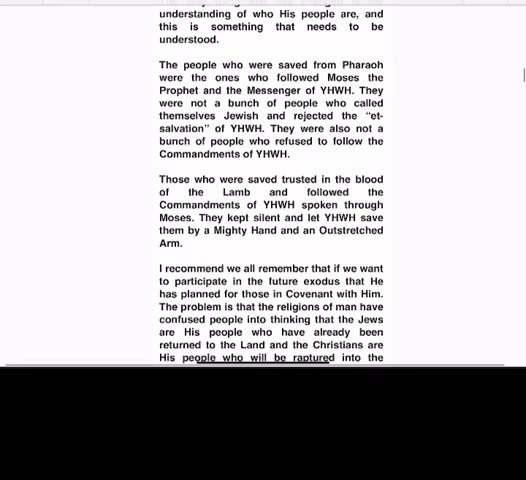 understanding of who His people are, and
this is something that needs to be
understood.
The people who were saved from Pharaoh
were the ones who followed Moses the
Prophet and the Messenger of YHWH. They
were not a bunch of people who called
themselves Jewish and rejected the "et-
salvation" of YHWH. They were also not a
bunch of people who refused to follow the
Commandments of YHWH.
Those who were saved trusted in the blood
of the Lamb and followed the
Commandments of YHWH spoken through
Moses. They kept silent and let YHWH save
them by a Mighty Hand and an Outstretched
Arm.
I recommend we all remember that if we want
to participate in the future exodus that He
has planned for those in Covenant with Him.
The problem is that the religions of man have
confused people into thinking that the Jews
are His people who have already been
returned to the Land and the Christians are
His people who will be raptured into the